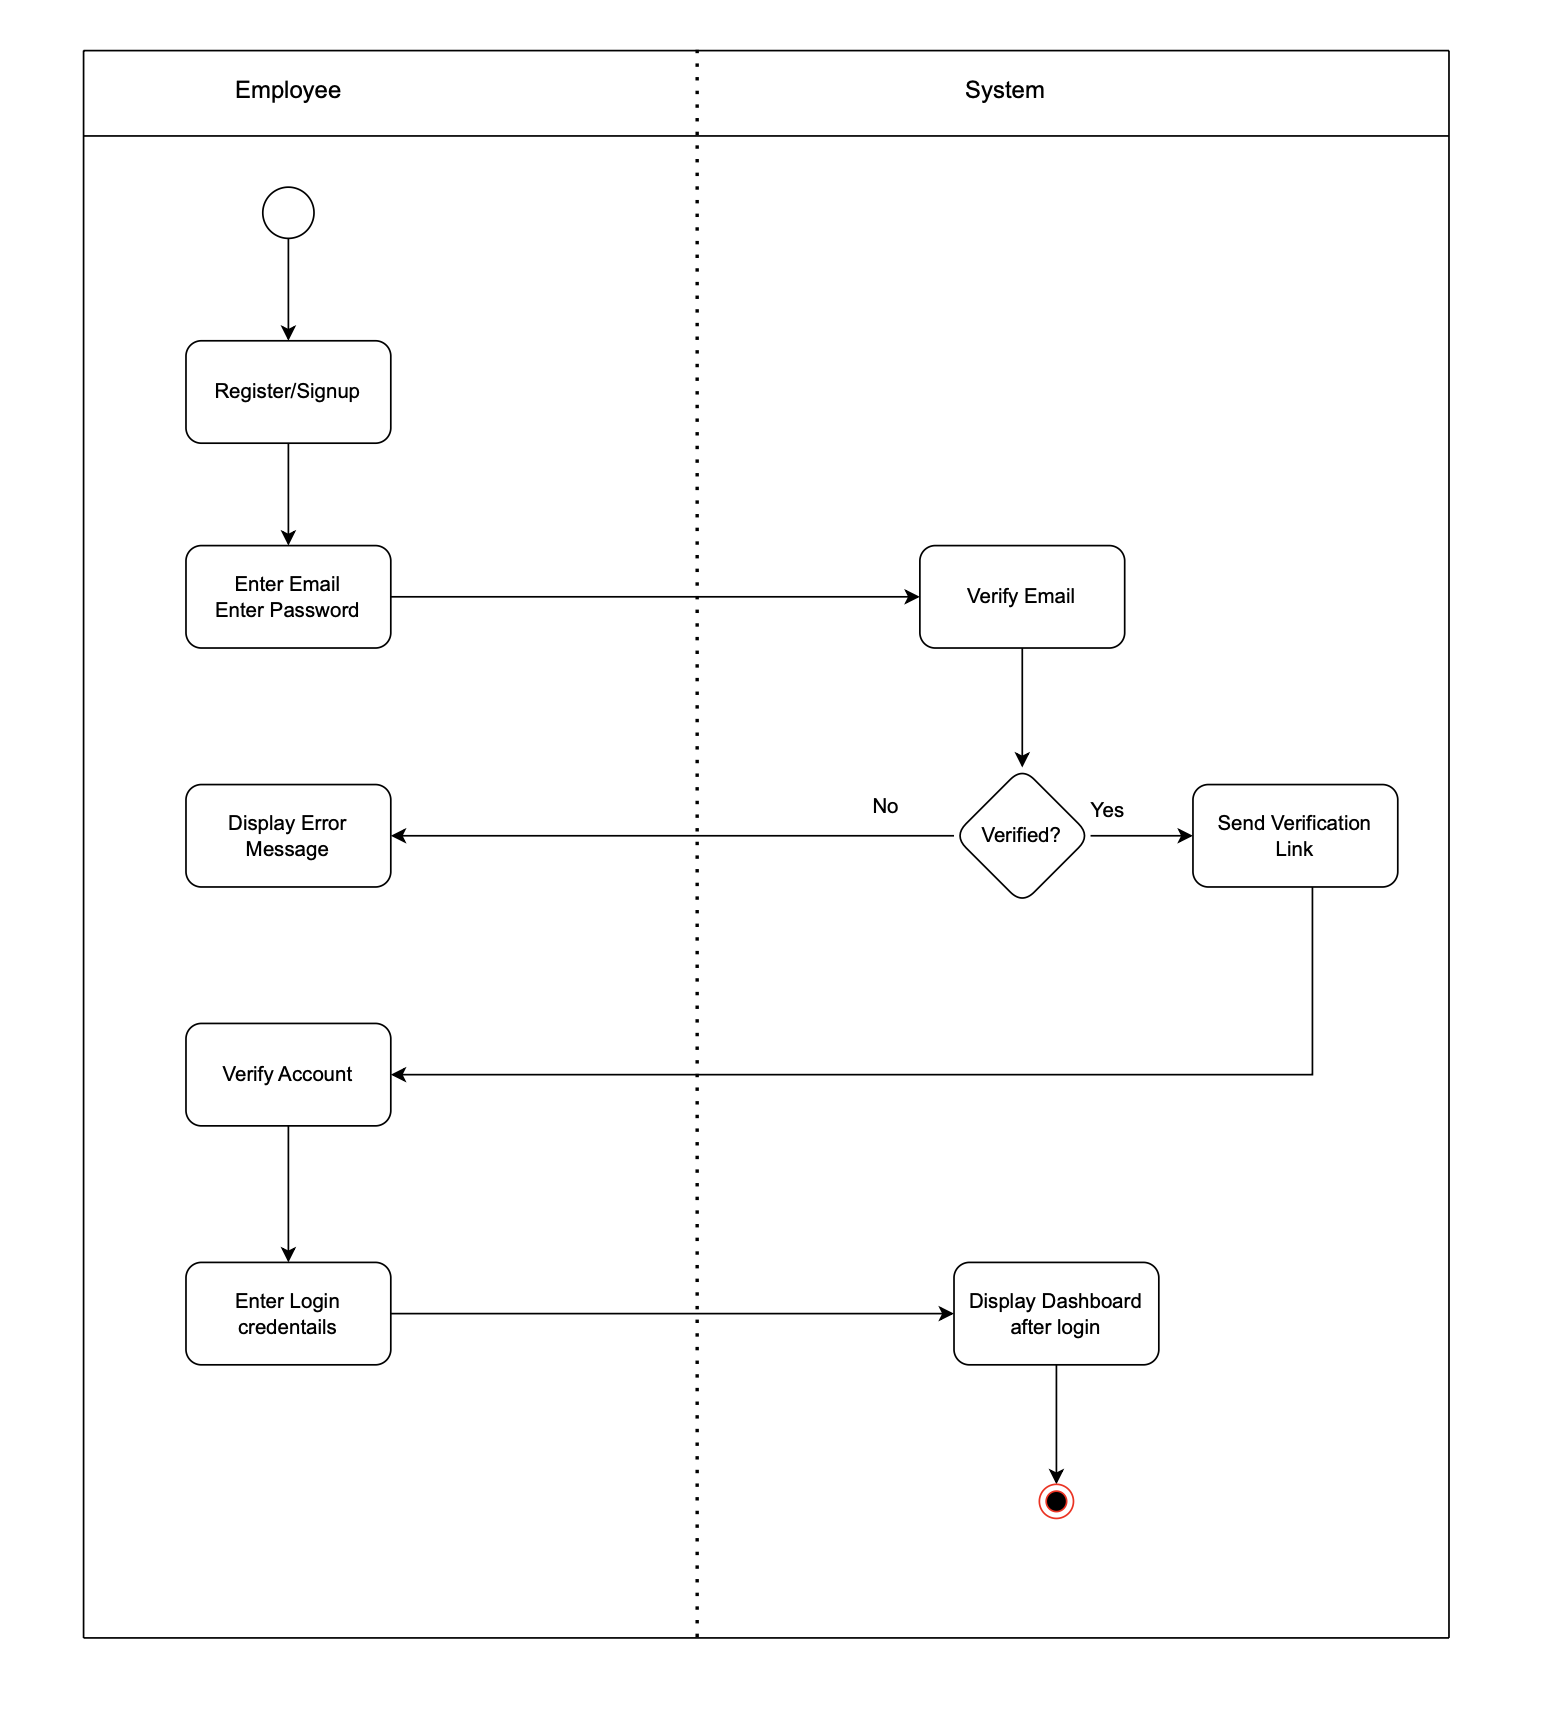 Employee
System
Register/Signup
Enter Email
Enter Password
Verify Email
No
Verified?
Yes
Display Error
Message
Send Verification
Link
Verify Account
Enter Login
credentails
Display Dashboard
after login